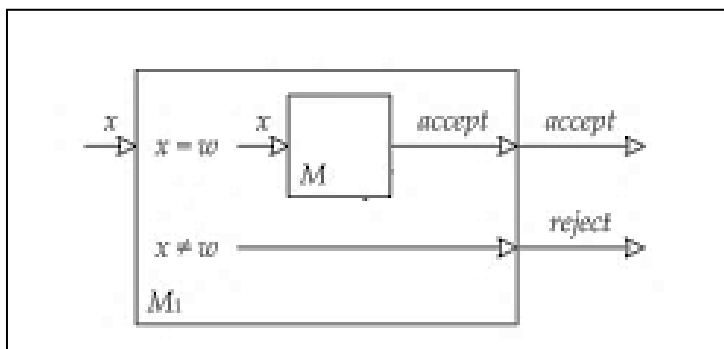 x
x = w
x
M
accept
accept
x ≠ w
reject
M₁